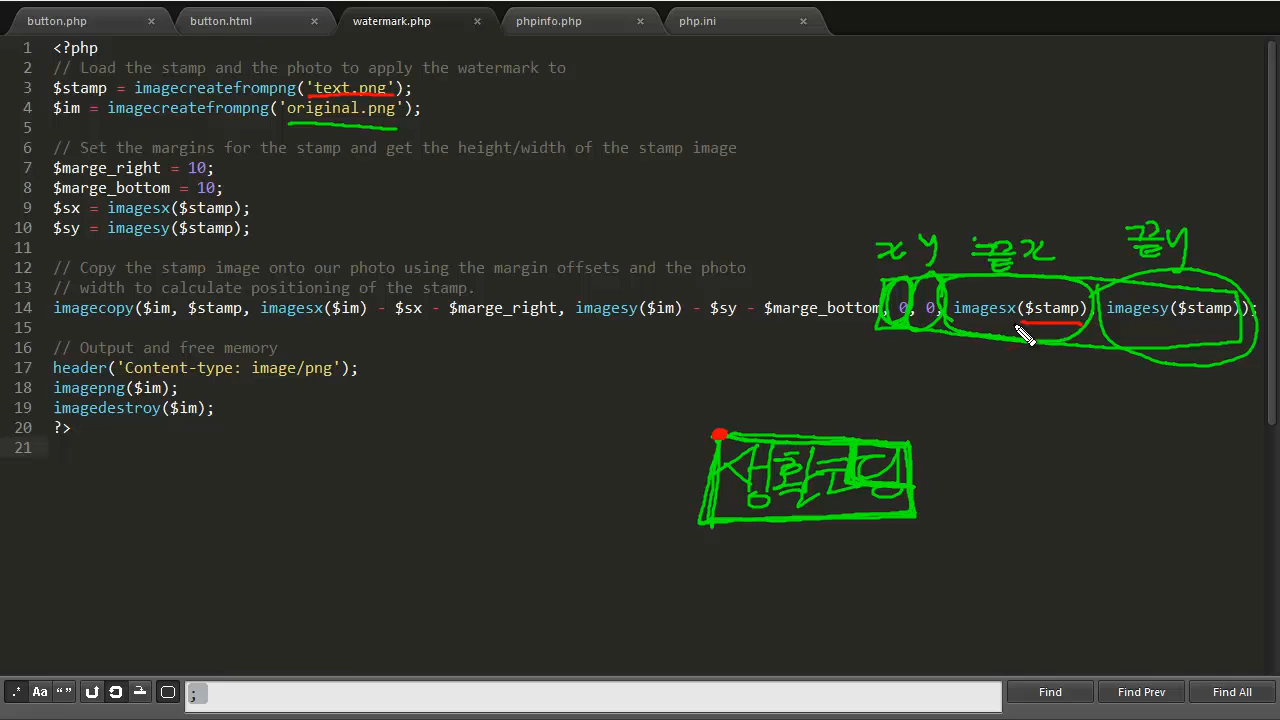 button.php × button.html × watermark.php × phpinfo.php × php.ini ×
1 <?php
2 // Load the stamp and the photo to apply the watermark to
3 $stamp = imagecreatefrompng('text.png');
4 $im = imagecreatefrompng('original.png');
5
6 // Set the margins for the stamp and get the height/width of the stamp image
7 $marge_right = 10;
8 $marge_bottom = 10;
9 $sx = imagesx($stamp);
10 $sy = imagesy($stamp);
11
x y 끝x 끝y
12 // Copy the stamp image onto our photo using the margin offsets and the photo
13 // width to calculate positioning of the stamp.
14 imagecopy($im, $stamp, imagesx($im) - $sx - $marge_right, imagesy($im) - $sy - $marge_bottom, 0, 0, imagesx($stamp), imagesy($stamp));
15
16 // Output and free memory
17 header('Content-type: image/png');
18 imagepng($im);
19 imagedestroy($im);
20 ?>
21
생활코딩
.* Aa “” ; Find Find Prev Find All